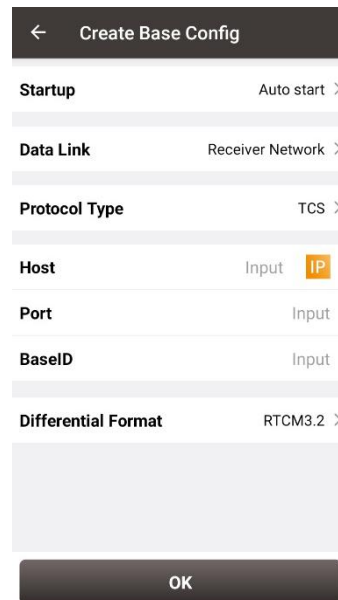 Create Base Config
Startup Auto start
Data Link Receiver Network
Protocol Type TCS
Host Input IP
Port Input
BaseID Input
Differential Format RTCM3.2
OK